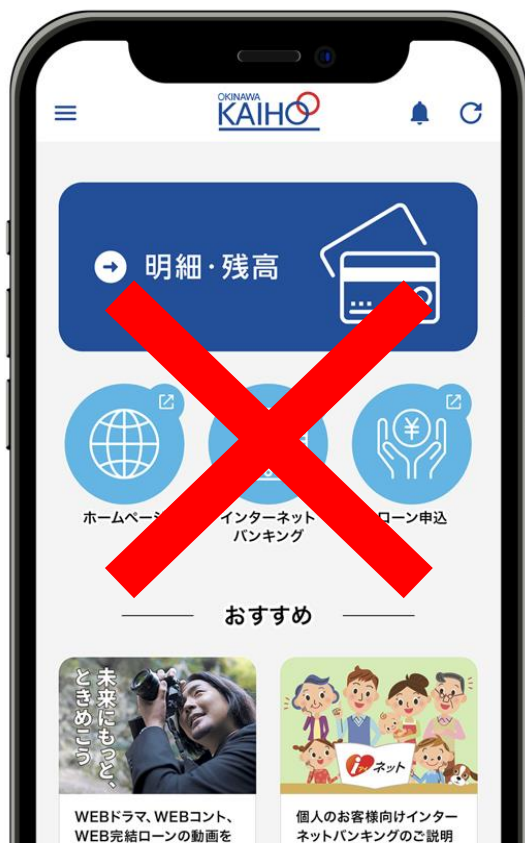 OKINAWA
KAIHO
明細・残高
ホームペー
インターネット
バンキング
ローン申込
おすすめ
未来にもっと、
ときめこう
ネット
WEBドラマ、WEBコント、
WEB完結ローンの動画を
個人のお客様向けインター
ネットバンキングのご説明